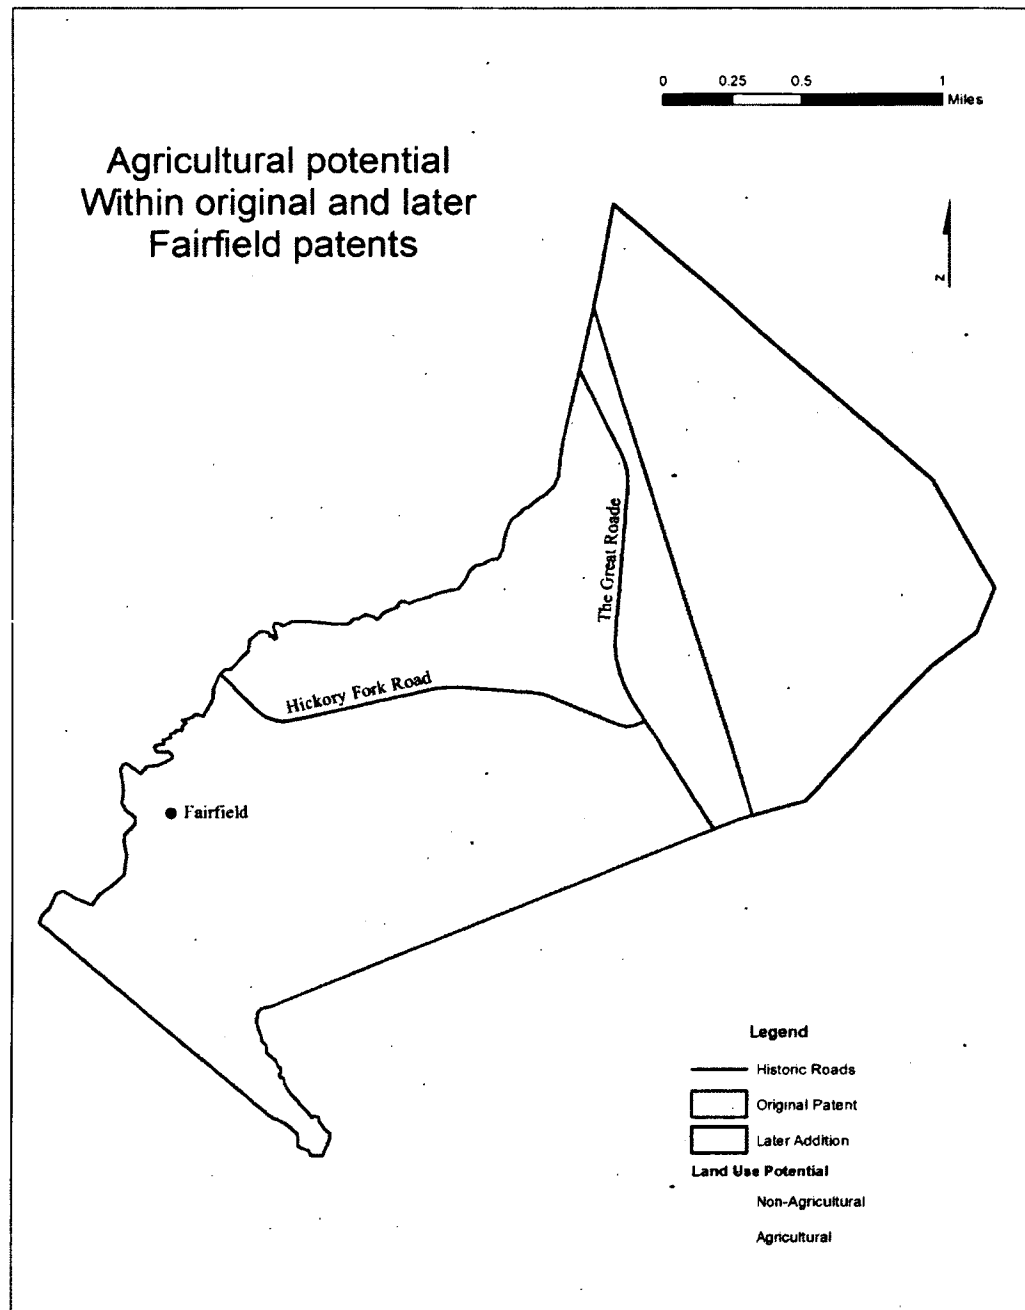 0 0.25 0.5 1
Miles
Agricultural potential
Within original and later
Fairfield patents
N
The Great Roade
Hickory Fork Road
Fairfield
Legend
Historic Roads
Original Patent
Later Addition
Land Use Potential
Non-Agricultural
Agricultural